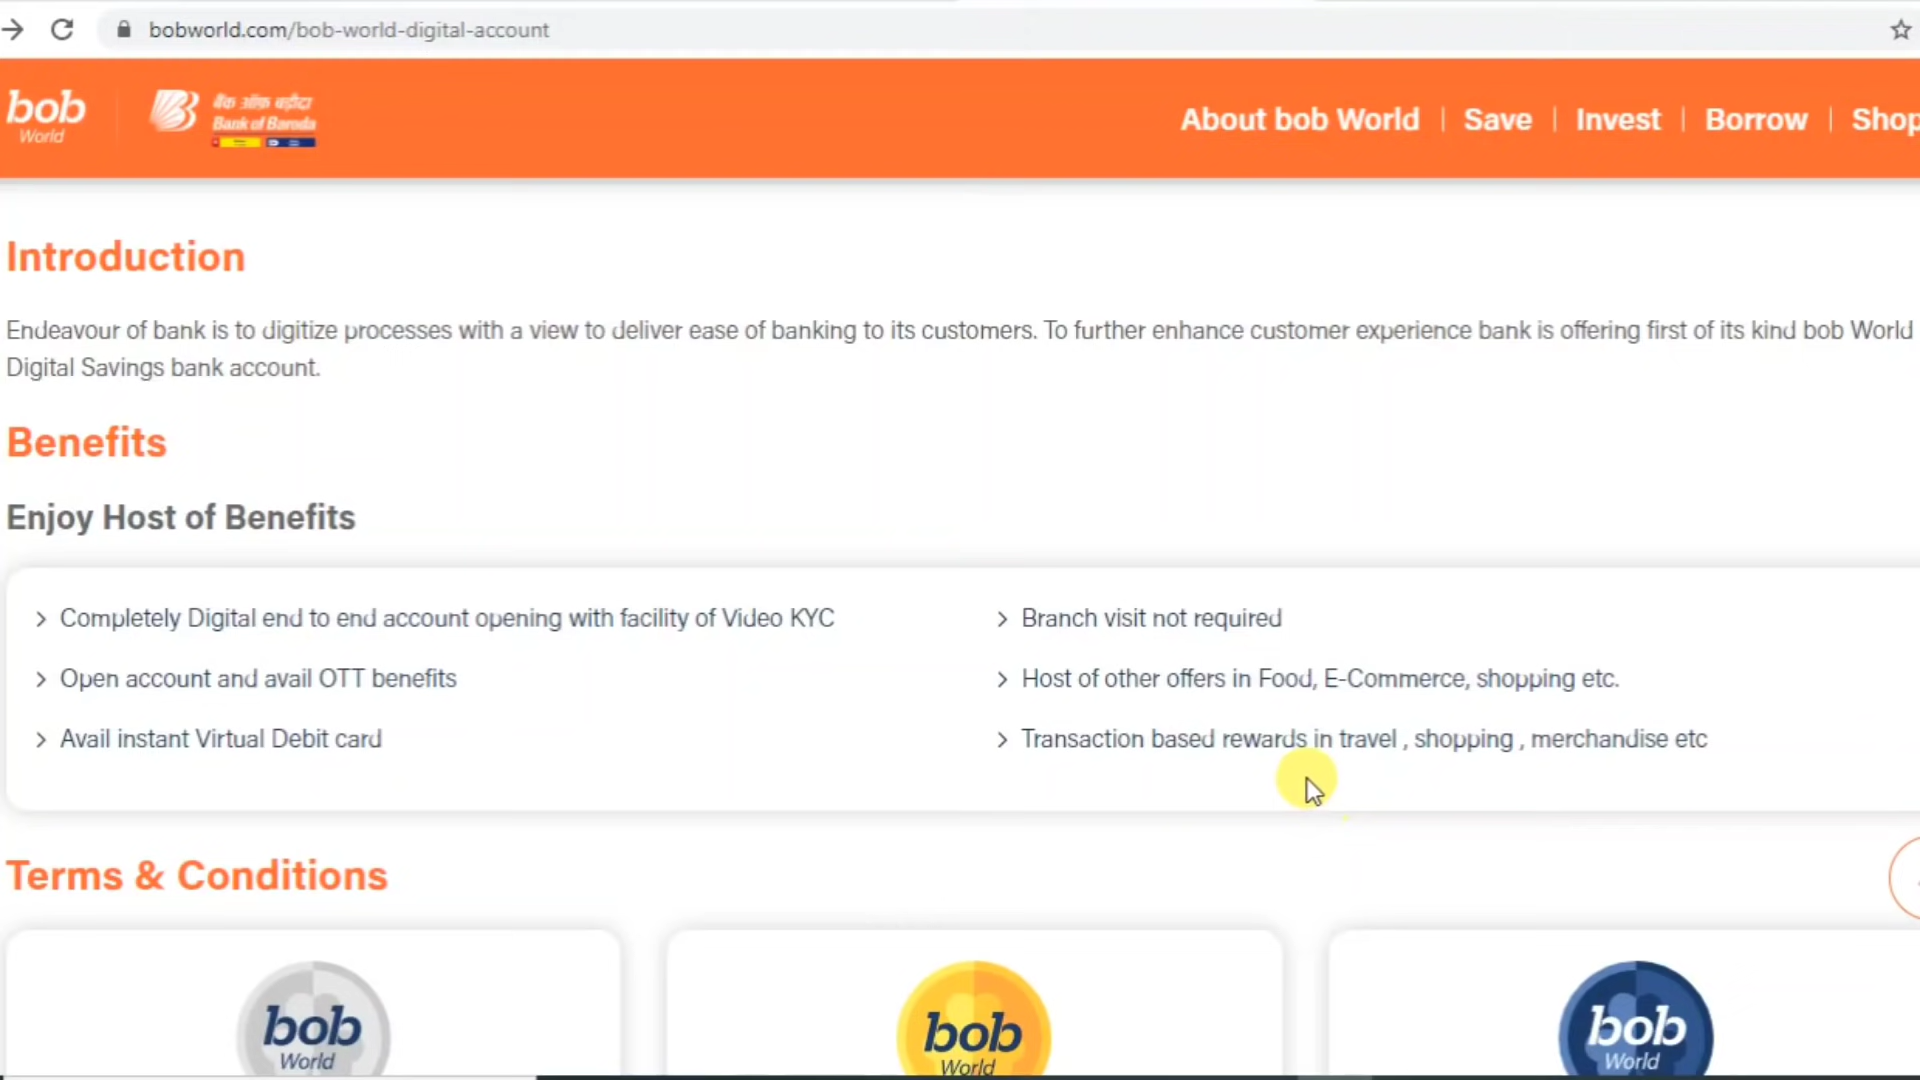 bobworld.com/bob-world-digital-account
bob
World
बैंक ऑफ़ बड़ौदा
Bank of Baroda
About bob World | Save | Invest | Borrow | Shop
Introduction
Endeavour of bank is to digitize processes with a view to deliver ease of banking to its customers. To further enhance customer experience bank is offering first of its kind bob World
Digital Savings bank account.
Benefits
Enjoy Host of Benefits
Completely Digital end to end account opening with facility of Video KYC
Branch visit not required
Open account and avail OTT benefits
Host of other offers in Food, E-Commerce, shopping etc.
Avail instant Virtual Debit card
Transaction based rewards in travel , shopping , merchandise etc
Terms & Conditions
bob
World
bob
World
bob
World